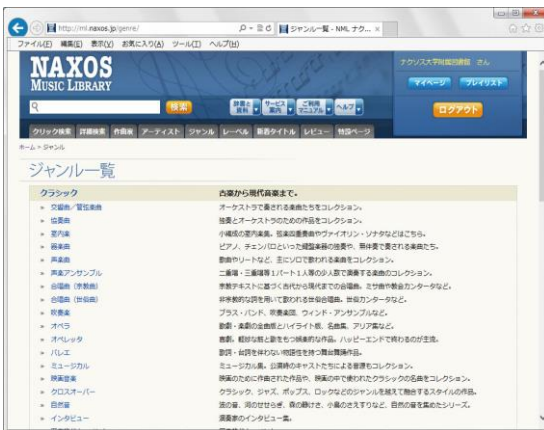 http://ml.naxos.jp/genre/
ジャンル一覧 - NML ナク...
ファイル(F) 編集(E) 表示(V) お気に入り(A) ツール(T) ヘルプ(H)
NAXOS
MUSIC LIBRARY
ナクソス大学附属図書館 さん
マイページ プレイリスト
検索 辞書と資料 サービス案内 ご利用マニュアル ヘルプ
ログアウト
クリック検索 詳細検索 作曲家 アーティスト ジャンル レーベル 新着タイトル レビュー 特設ページ
ホーム > ジャンル
ジャンル一覧
クラシック 古楽から現代音楽まで。
交響曲/管弦楽曲 オーケストラで奏される楽曲たちをコレクション。
協奏曲 独奏とオーケストラのための作品をコレクション。
室内楽 小編成の室内楽集。弦楽四重奏曲やヴァイオリン・ソナタなどはこちら。
器楽曲 ピアノ、チェンバロといった鍵盤楽器の独奏や、無伴奏で奏される楽曲たち。
声楽曲 歌曲やリートなど、主にソロで歌われる楽曲をコレクション。
声楽アンサンブル 二重唱・三重唱等1パート1人等の少人数で演奏する楽曲のコレクション。
合唱曲（宗教曲） 宗教テキストに基づく古代から現代までの合唱曲。ミサ曲や教会カンタータなど。
合唱曲（世俗曲） 非宗教的な詞を用いて歌われる世俗合唱曲。世俗カンタータなど。
吹奏楽 ブラス・バンド、吹奏楽団、ウィンド・アンサンブルなど。
オペラ 歌劇・楽劇の全曲版とハイライト版、名曲集、アリア集など。
オペレッタ 喜劇。軽妙な筋と歌をもつ娯楽的な作品。ハッピーエンドで終わるのが主流。
バレエ 歌詞・台詞を伴わない物語性を持つ舞台舞踊作品。
ミュージカル ミュージカル集。公演時のキャストたちによる音源もコレクション。
映画音楽 映画のために作曲された作品や、映画の中で使われたクラシックの名曲をコレクション。
クロスオーバー クラシック、ジャズ、ポップス、ロックなどのジャンルを越えて融合するスタイルの作品。
自然音 波の音、河のせせらぎ、森の静けさ、小鳥のさえずりなど、自然の音を集めたシリーズ。
インタビュー 演奏家のインタビュー集。